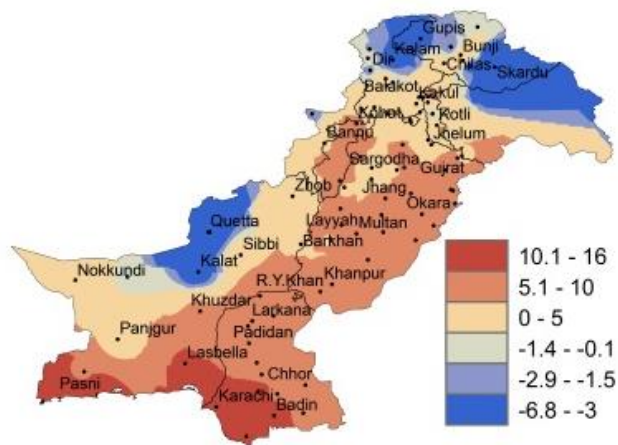 Gupis
Kalam
Bunji
Dir
Chilas
Skardu
Balakot
Kakul
Kohat
Kotli
Bannu
Jhelum
Sargodha
Gujrat
Zhob
Jhang
Okara
Layyah
Multan
Quetta
Barkhan
Sibbi
Kalat
Nokkundi
R.Y.Khan
Khanpur
Khuzdar
Larkana
Panjgur
Padidan
Lasbella
Pasni
Chhor
Karachi
Badin
10.1 - 16
5.1 - 10
0 - 5
-1.4 - -0.1
-2.9 - -1.5
-6.8 - -3